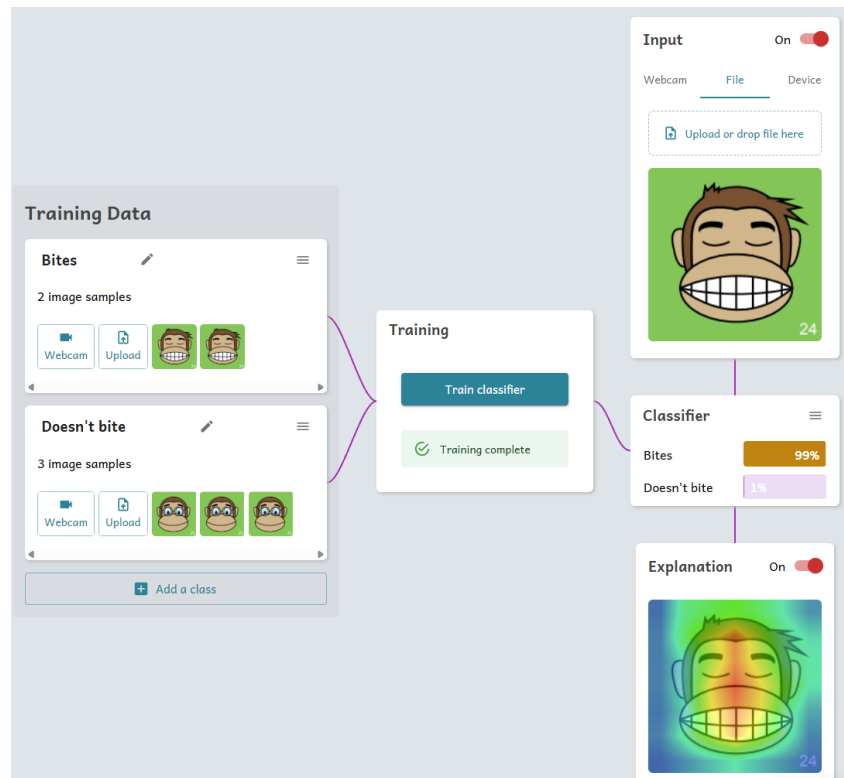 Training Data
Bites
2 image samples
Webcam
Upload
Doesn't bite
3 image samples
Webcam
Upload
Add a class
Training
Train classifier
Training complete
Input
On
Webcam File Device
Upload or drop file here
24
Classifier
Bites 99%
Doesn't bite 1%
Explanation
On
24